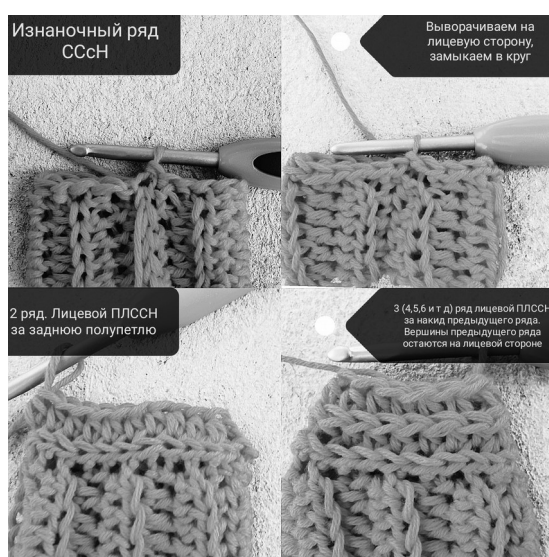 Изнаночный ряд
ССсН
Выворачиваем на
лицевую сторону,
замыкаем в круг
2 ряд. Лицевой ПЛССН
за заднюю полупетлю
3 (4,5,6 и т д) ряд лицевой ПЛССН
за накид предыдущего ряда.
Вершины предыдущего ряда
остаются на лицевой стороне